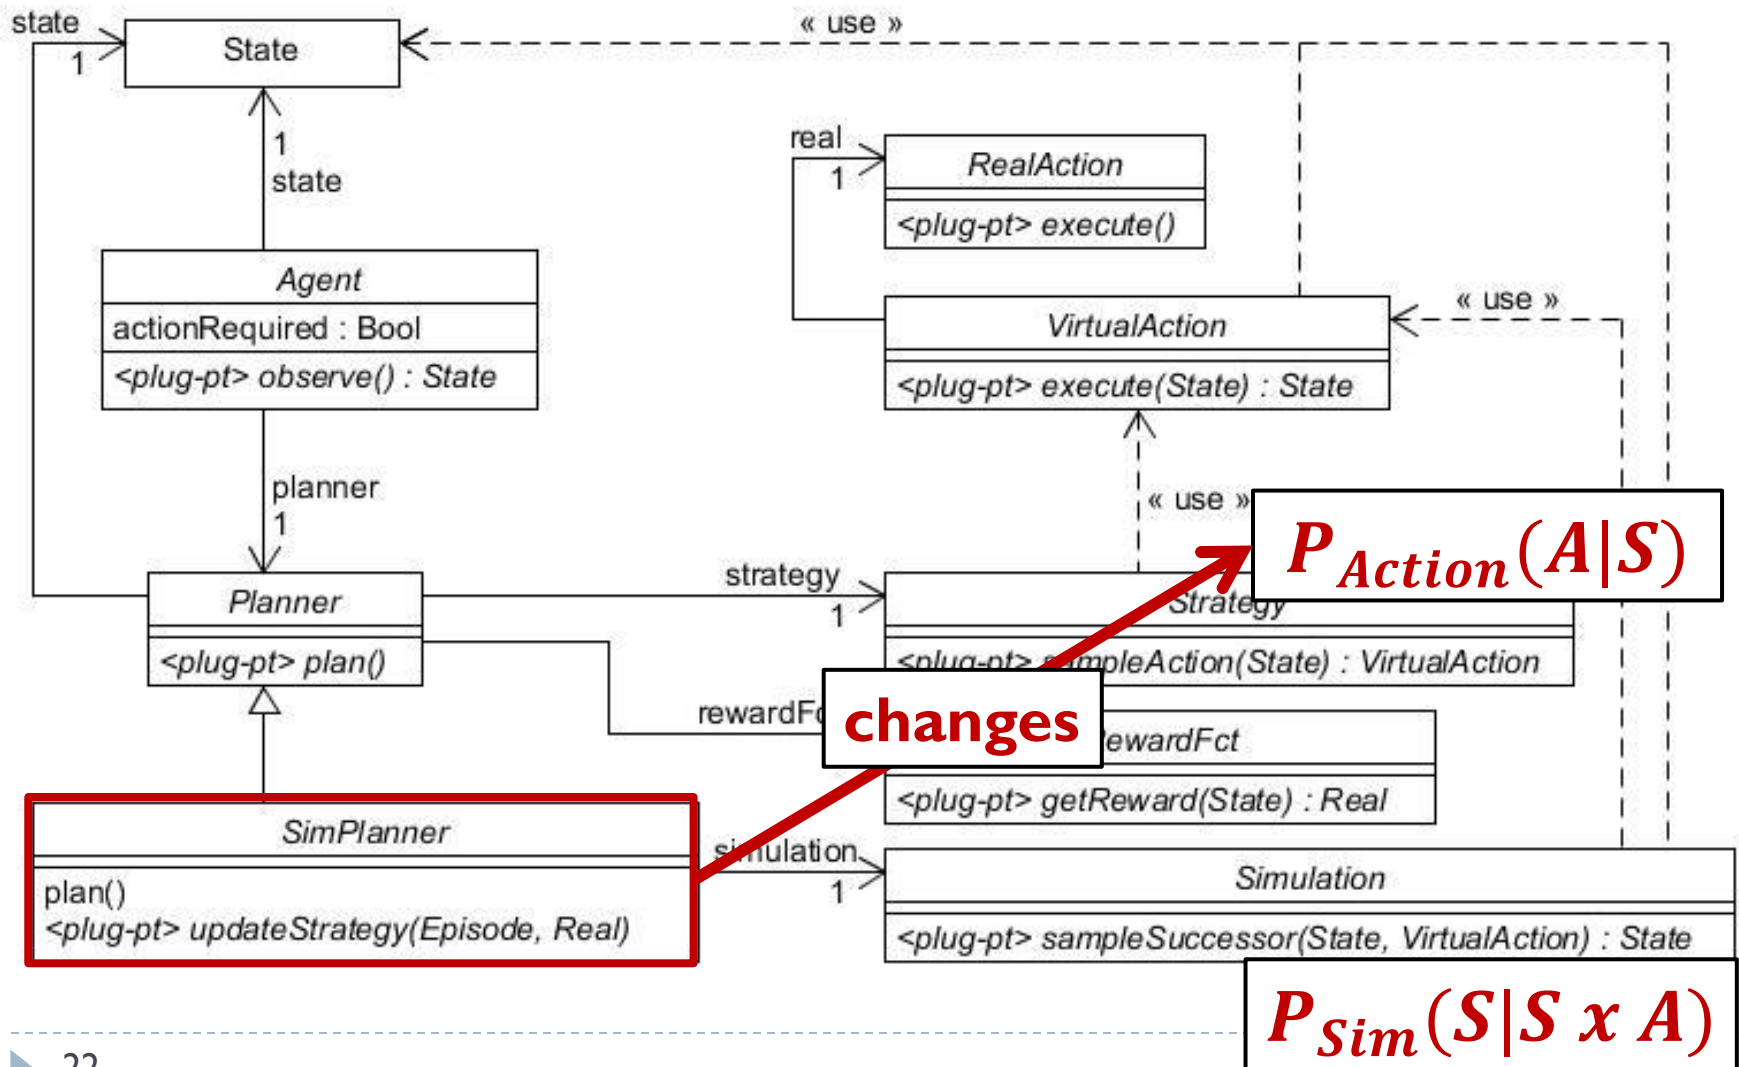 state
1
State
« use »
1
state
real
1
RealAction
<plug-pt> execute()
Agent
actionRequired : Bool
<plug-pt> observe() : State
VirtualAction
<plug-pt> execute(State) : State
« use »
planner
1
« use »
P_Action(A|S)
Planner
<plug-pt> plan()
strategy
1
Strategy
<plug-pt> sampleAction(State) : VirtualAction
changes
ewardFct
<plug-pt> getReward(State) : Real
SimPlanner
plan()
<plug-pt> updateStrategy(Episode, Real)
simulation
1
Simulation
<plug-pt> sampleSuccessor(State, VirtualAction) : State
P_Sim(S|S x A)
22